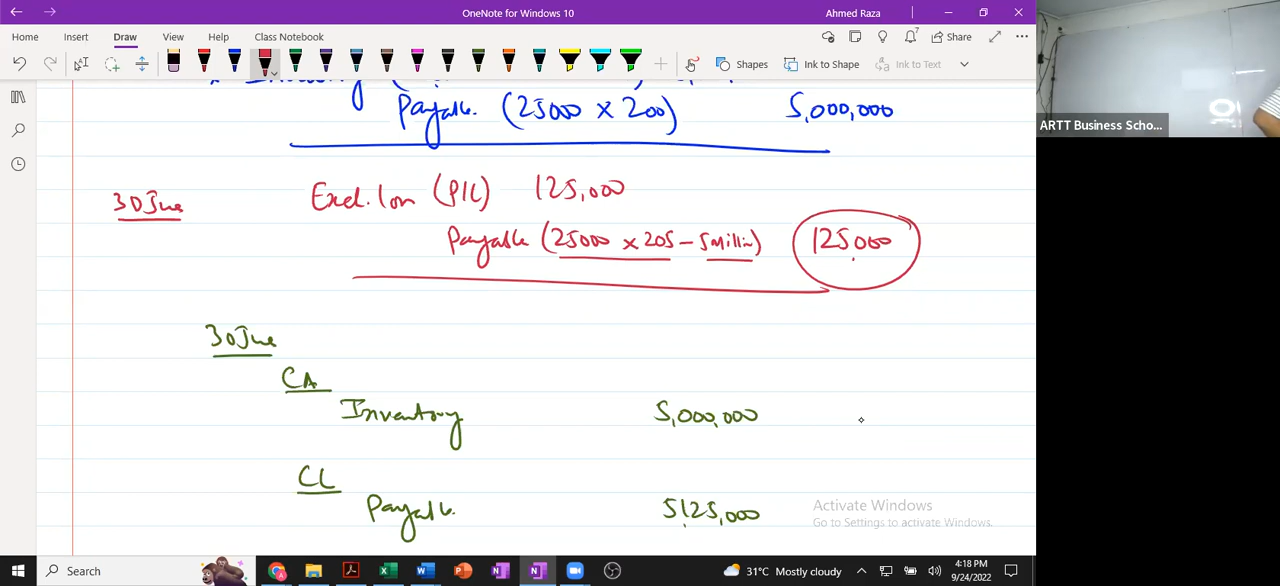 OneNote for Windows 10
Ahmed Raza
Home Insert Draw View Help Class Notebook
Share
Shapes Ink to Shape Ink to Text
ARTT Business Scho...
Payable (25000 x 200) 5,000,000
30 June Exch. loss (P/L) 125,000
Payable (25000 x 205 - 5 million) 125,000
30 June
CA
Inventory 5,000,000
CL
Payable 5,125,000
Activate Windows
Go to Settings to activate Windows.
Search
31°C Mostly cloudy
4:18 PM
9/24/2022